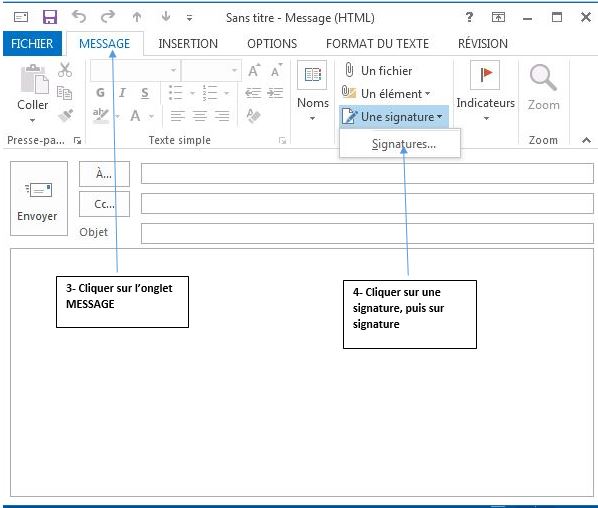 Sans titre - Message (HTML)
FICHIER MESSAGE INSERTION OPTIONS FORMAT DU TEXTE RÉVISION
Coller
G I S
Noms
Un fichier
Un élément
Une signature
Signatures...
Indicateurs
Zoom
Presse-pa... Texte simple Zoom
Envoyer
À...
Cc...
Objet
3- Cliquer sur l’onglet
MESSAGE
4- Cliquer sur une
signature, puis sur
signature